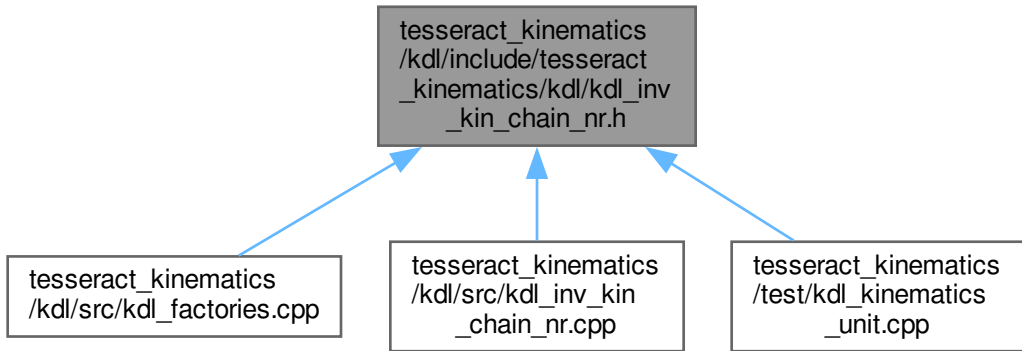 tesseract_kinematics
/kdl/include/tesseract
_kinematics/kdl/kdl_inv
_kin_chain_nr.h
tesseract_kinematics
/kdl/src/kdl_factories.cpp
tesseract_kinematics
/kdl/src/kdl_inv_kin
_chain_nr.cpp
tesseract_kinematics
/test/kdl_kinematics
_unit.cpp